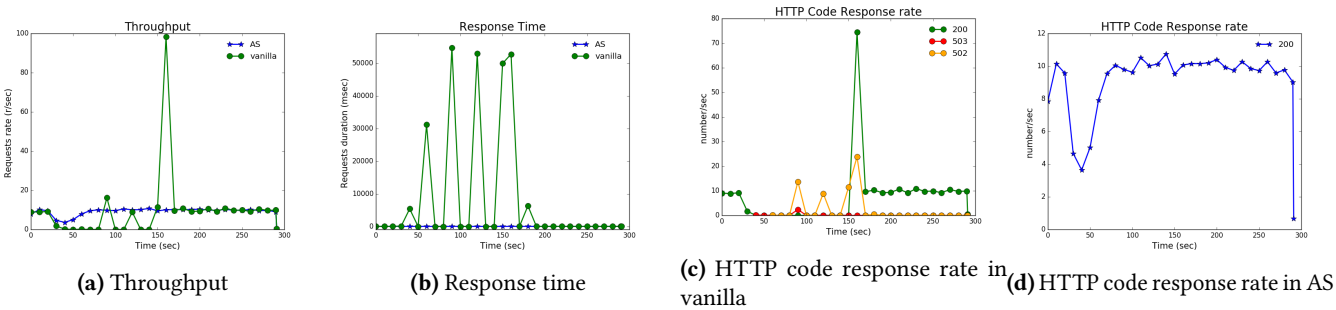 Throughput
AS
vanilla
100
80
60
40
20
0
Requests rate (r/sec)
0 50 100 150 200 250 300
Time (sec)
(a) Throughput
Response Time
AS
vanilla
50000
40000
30000
20000
10000
0
Requests duration (msec)
0 50 100 150 200 250 300
Time (sec)
(b) Response time
HTTP Code Response rate
200
503
502
80
70
60
50
40
30
20
10
0
number/sec
0 50 100 150 200 250 300
Time (sec)
(c) HTTP code response rate in
vanilla
HTTP Code Response rate
200
12
10
8
6
4
2
0
number/sec
0 50 100 150 200 250 300
Time (sec)
(d) HTTP code response rate in AS